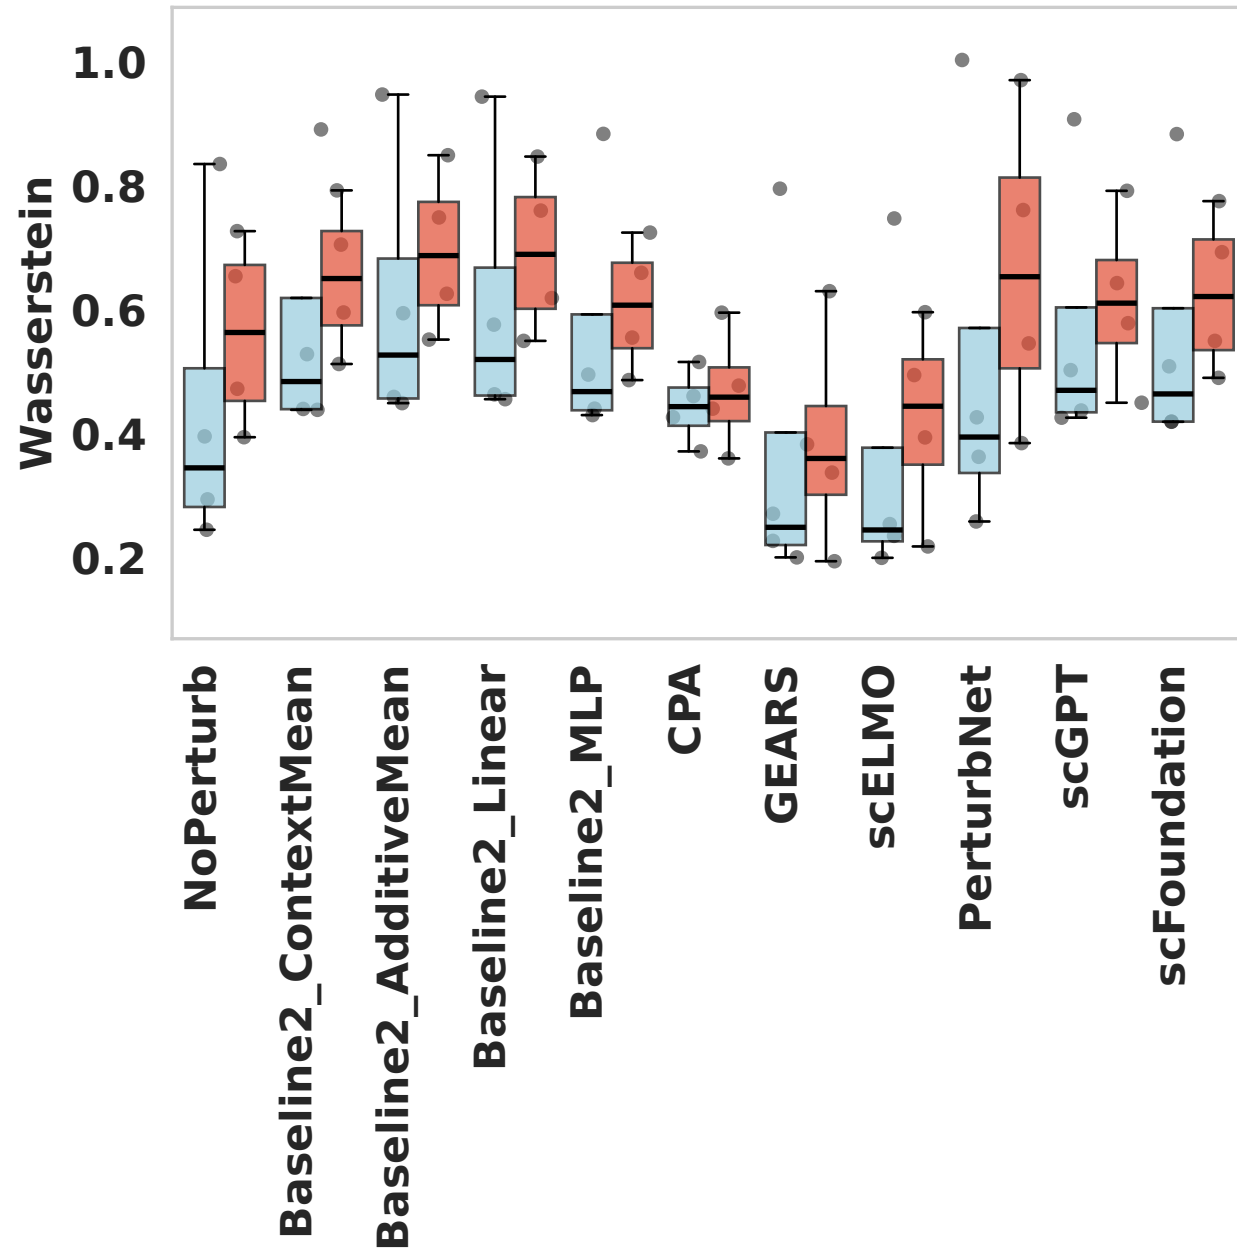 Wasserstein
1.0
0.8
0.6
0.4
0.2
NoPerturb
Baseline2_ContextMean
Baseline2_AdditiveMean
Baseline2_Linear
Baseline2_MLP
CPA
GEARS
scELMO
PerturbNet
scGPT
scFoundation